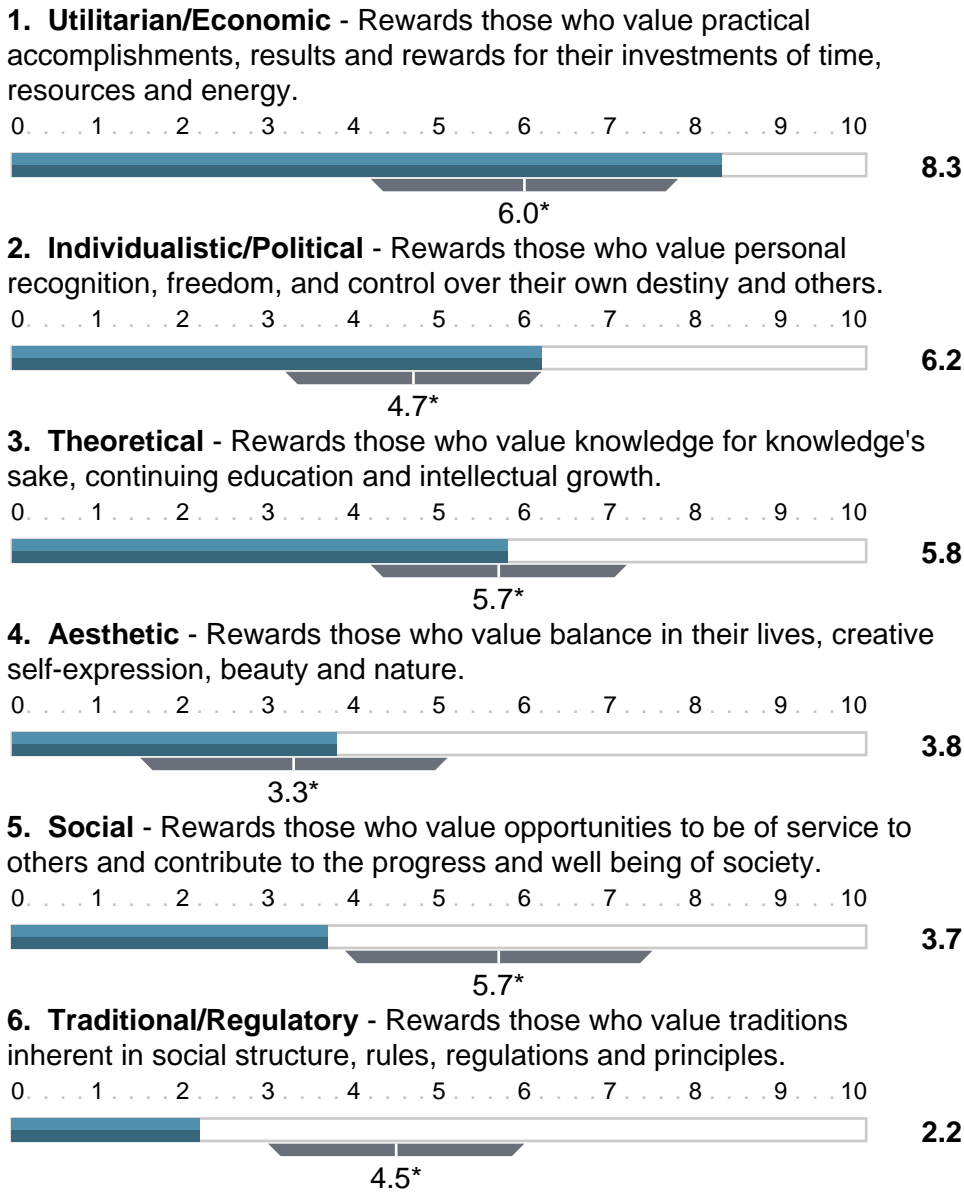 1. Utilitarian/Economic - Rewards those who value practical
accomplishments, results and rewards for their investments of time,
resources and energy.
0. . . . 1 . . . . 2 . . . . 3 . . . . 4 . . . . 5 . . . . 6 . . . . 7 . . . . 8 . . . . 9 . . . 10
8.3
6.0*
2. Individualistic/Political - Rewards those who value personal
recognition, freedom, and control over their own destiny and others.
0. . . . 1 . . . . 2 . . . . 3 . . . . 4 . . . . 5 . . . . 6 . . . . 7 . . . . 8 . . . . 9 . . . 10
6.2
4.7*
3. Theoretical - Rewards those who value knowledge for knowledge's
sake, continuing education and intellectual growth.
0. . . . 1 . . . . 2 . . . . 3 . . . . 4 . . . . 5 . . . . 6 . . . . 7 . . . . 8 . . . . 9 . . . 10
5.8
5.7*
4. Aesthetic - Rewards those who value balance in their lives, creative
self-expression, beauty and nature.
0. . . . 1 . . . . 2 . . . . 3 . . . . 4 . . . . 5 . . . . 6 . . . . 7 . . . . 8 . . . . 9 . . . 10
3.8
3.3*
5. Social - Rewards those who value opportunities to be of service to
others and contribute to the progress and well being of society.
0. . . . 1 . . . . 2 . . . . 3 . . . . 4 . . . . 5 . . . . 6 . . . . 7 . . . . 8 . . . . 9 . . . 10
3.7
5.7*
6. Traditional/Regulatory - Rewards those who value traditions
inherent in social structure, rules, regulations and principles.
0. . . . 1 . . . . 2 . . . . 3 . . . . 4 . . . . 5 . . . . 6 . . . . 7 . . . . 8 . . . . 9 . . . 10
2.2
4.5*